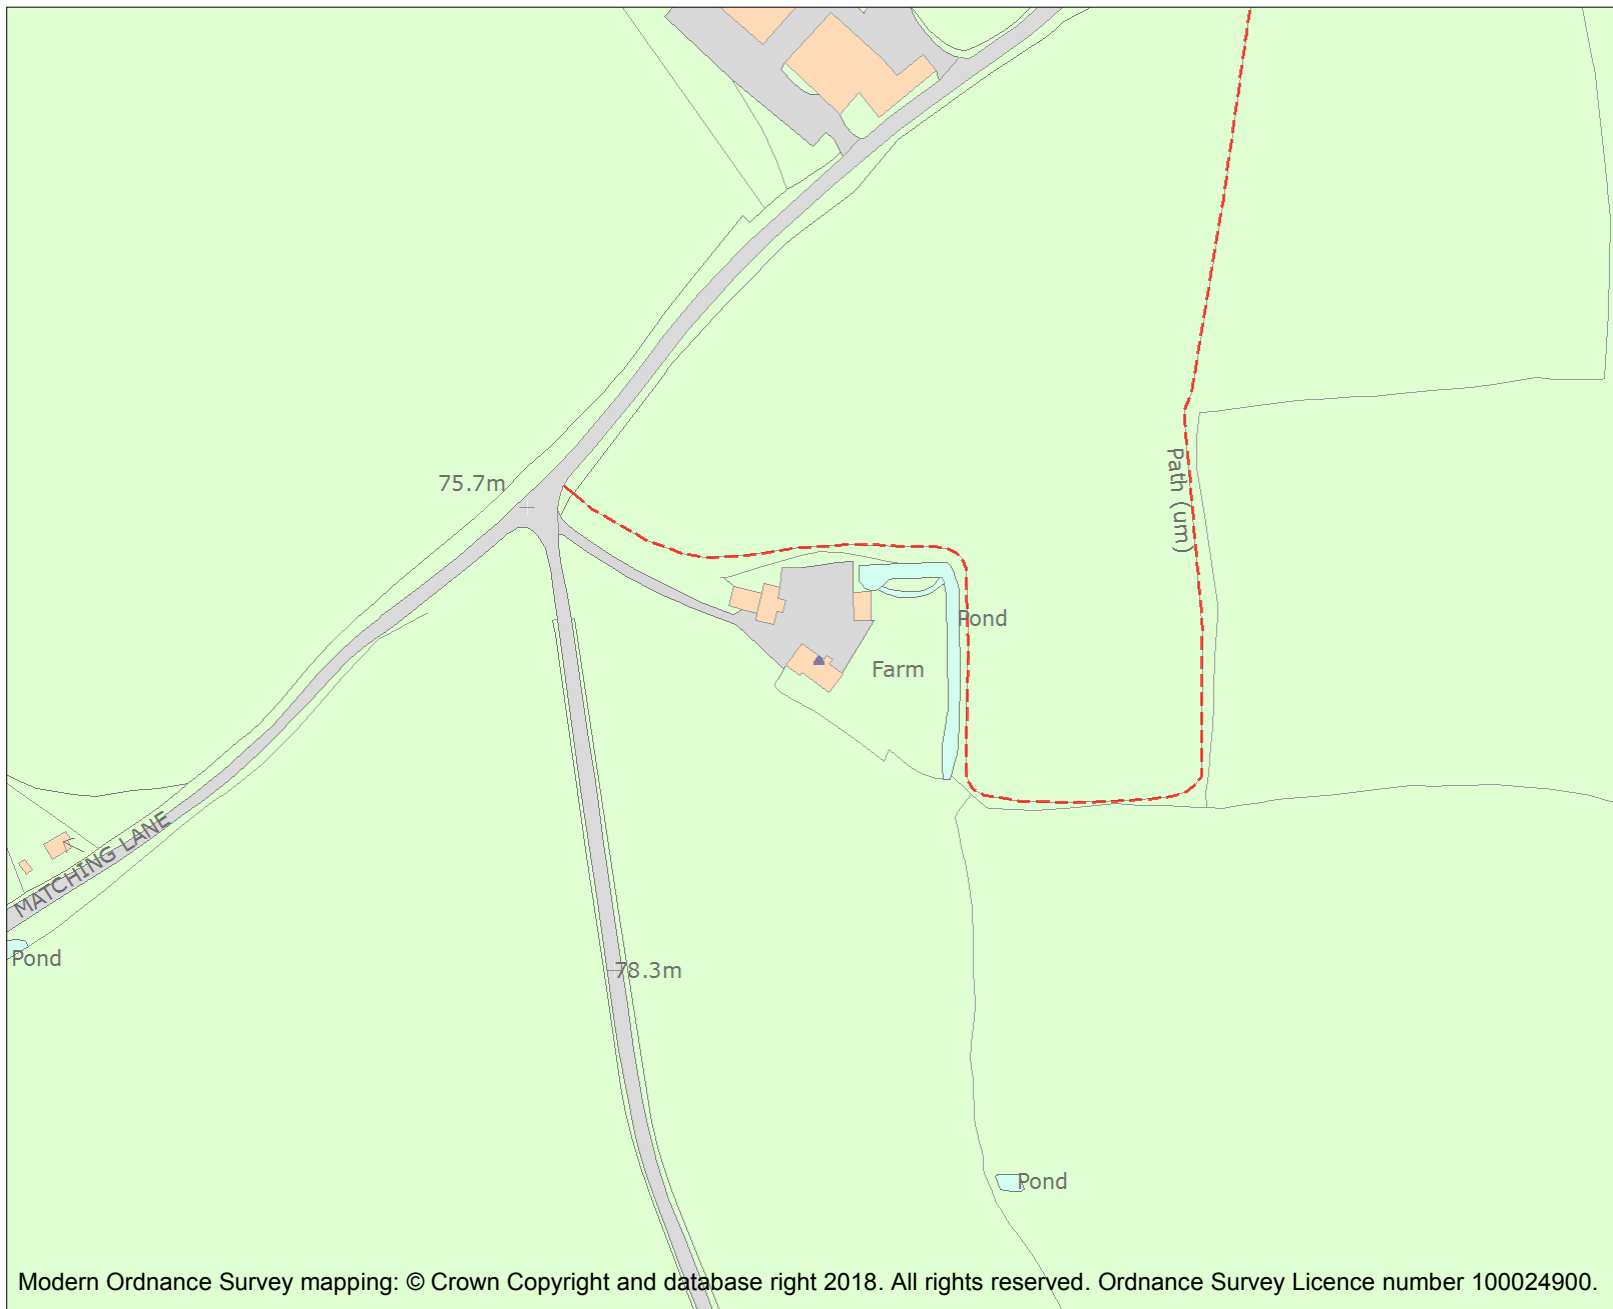 75.7m
Path (um)
Pond
Farm
MATCHING LANE
Pond
78.3m
Pond
Modern Ordnance Survey mapping: © Crown Copyright and database right 2018. All rights reserved. Ordnance Survey Licence number 100024900.